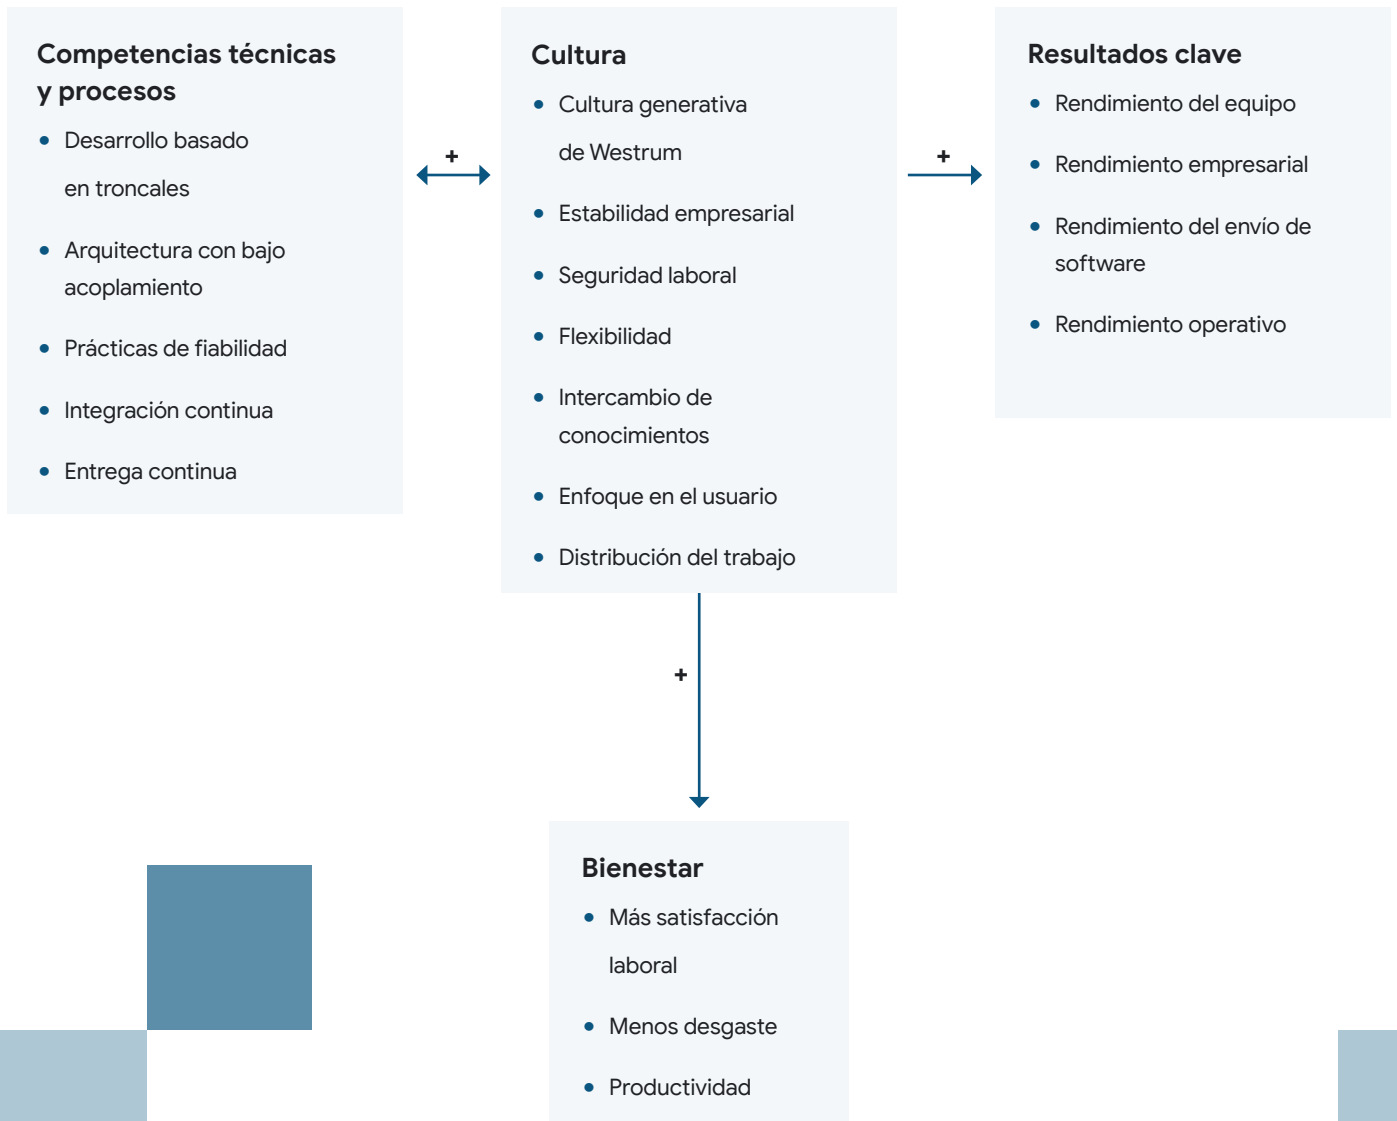 Competencias técnicas
y procesos
• Desarrollo basado
en troncales
• Arquitectura con bajo
acoplamiento
• Prácticas de fiabilidad
• Integración continua
• Entrega continua
+
Cultura
• Cultura generativa
de Westrum
• Estabilidad empresarial
• Seguridad laboral
• Flexibilidad
• Intercambio de
conocimientos
• Enfoque en el usuario
• Distribución del trabajo
+
Resultados clave
• Rendimiento del equipo
• Rendimiento empresarial
• Rendimiento del envío de
software
• Rendimiento operativo
+
Bienestar
• Más satisfacción
laboral
• Menos desgaste
• Productividad